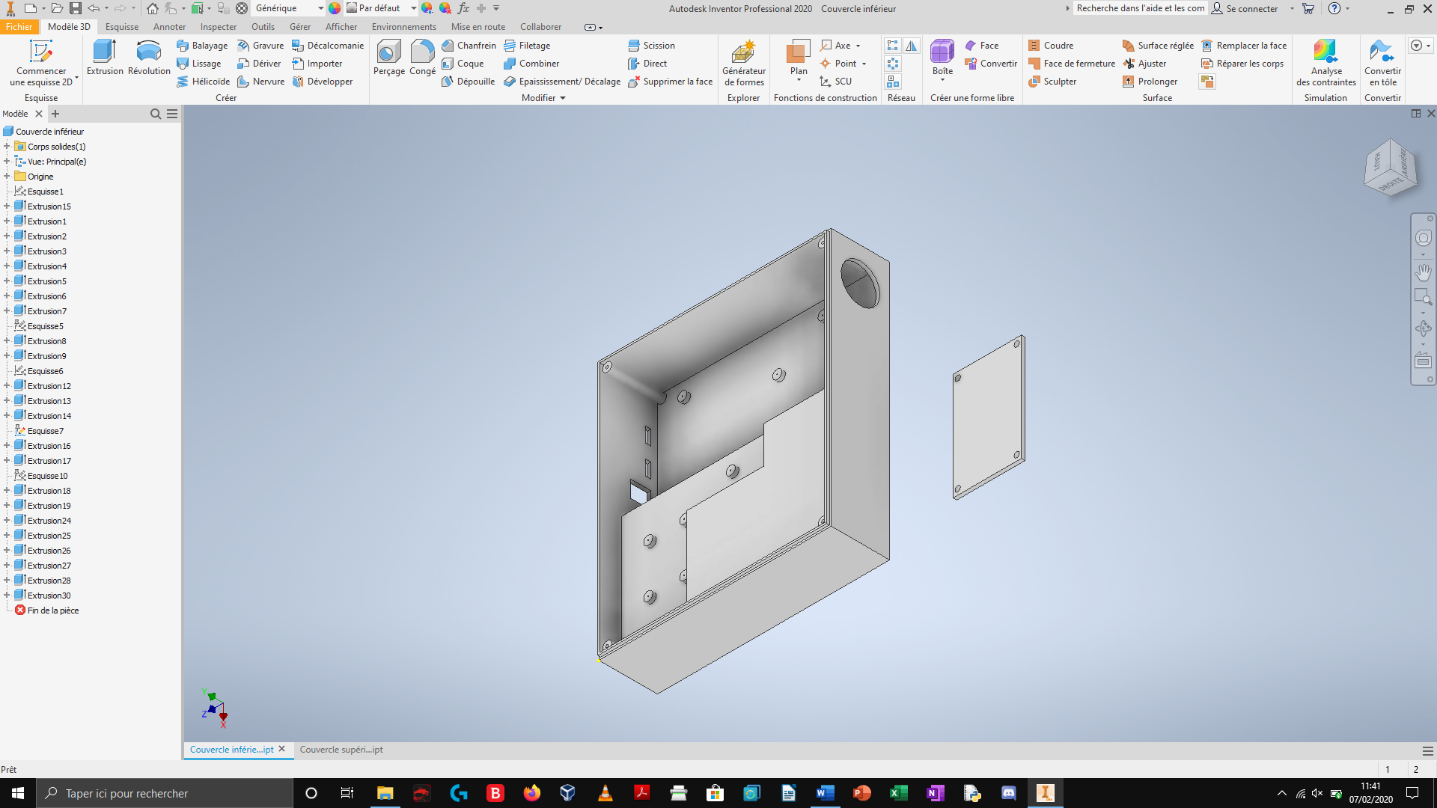 Générique
Par défaut
Autodesk Inventor Professional 2020 Couvercle inférieur
Recherche dans l'aide et les com
Se connecter
Fichier Modèle 3D Esquisse Annoter Inspecter Outils Gérer Afficher Environnements Mise en route Collaborer
Commencer une esquisse 2D
Extrusion Révolution
Balayage Gravure Décalcomanie
Lissage Dériver Importer
Hélicoïde Nervure Développer
Perçage Congé
Chanfrein Filetage Scission
Coque Combiner Direct
Dépouille Epaississement/ Décalage Supprimer la face
Générateur de formes
Plan
Axe
Point
SCU
Boîte
Face
Convertir
Coudre Surface réglée Remplacer la face
Face de fermeture Ajuster Réparer les corps
Sculpter Prolonger
Analyse des contraintes
Convertir en tôle
Esquisse Créer Modifier Explorer Fonctions de construction Réseau Créer une forme libre Surface Simulation Convertir
Modèle
Couverde inférieur
Corps solides(1)
Vue: Principal(e)
Origine
Esquisse1
Extrusion15
Extrusion1
Extrusion2
Extrusion3
Extrusion4
Extrusion5
Extrusion6
Extrusion7
Esquisse5
Extrusion8
Extrusion9
Esquisse6
Extrusion12
Extrusion13
Extrusion14
Esquisse7
Extrusion16
Extrusion17
Esquisse10
Extrusion18
Extrusion19
Extrusion24
Extrusion25
Extrusion26
Extrusion27
Extrusion28
Extrusion30
Fin de la pièce
DROITE
Y
Z
X
Couvercle inférie...ipt
Couvercle supéri...ipt
Prêt
1 2
Taper ici pour rechercher
11:41
07/02/2020